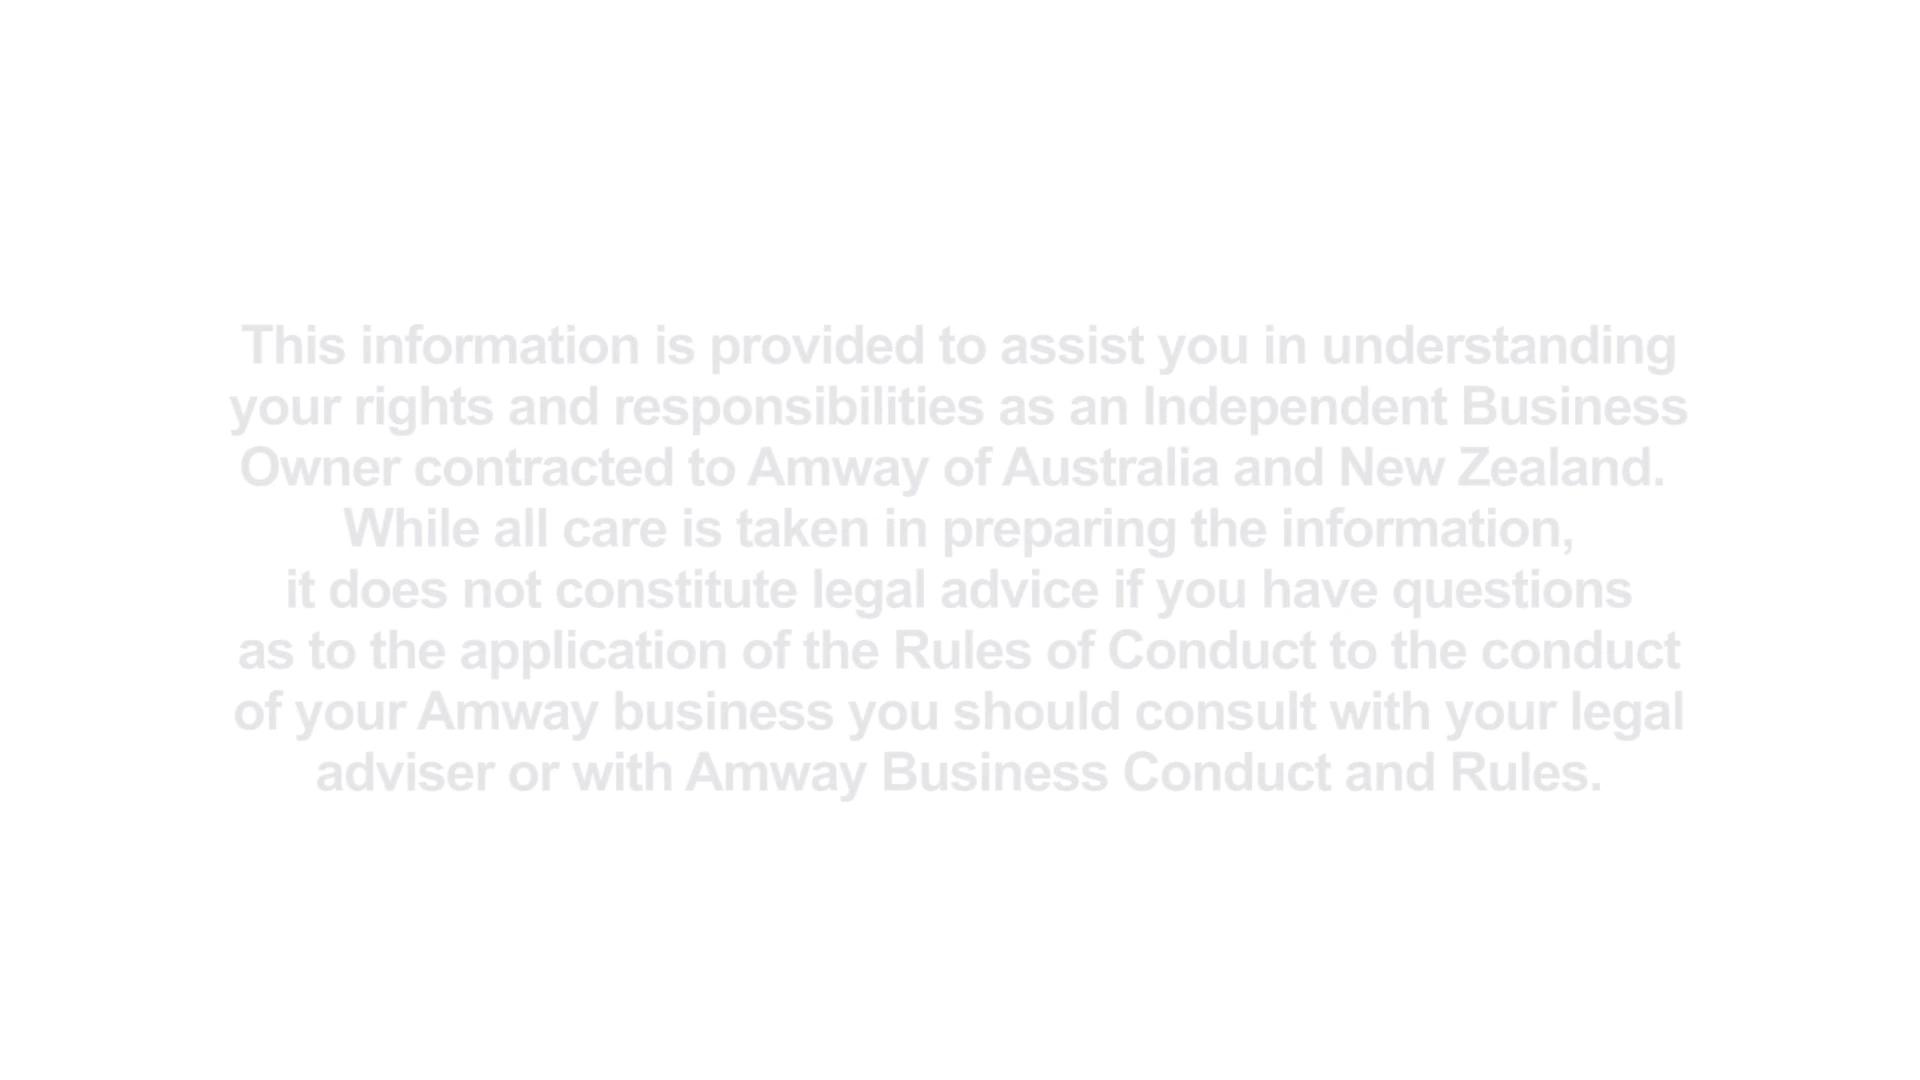 This information is provided to assist you in understanding
your rights and responsibilities as an Independent Business
Owner contracted to Amway of Australia and New Zealand.
While all care is taken in preparing the information,
it does not constitute legal advice if you have questions
as to the application of the Rules of Conduct to the conduct
of your Amway business you should consult with your legal
adviser or with Amway Business Conduct and Rules.